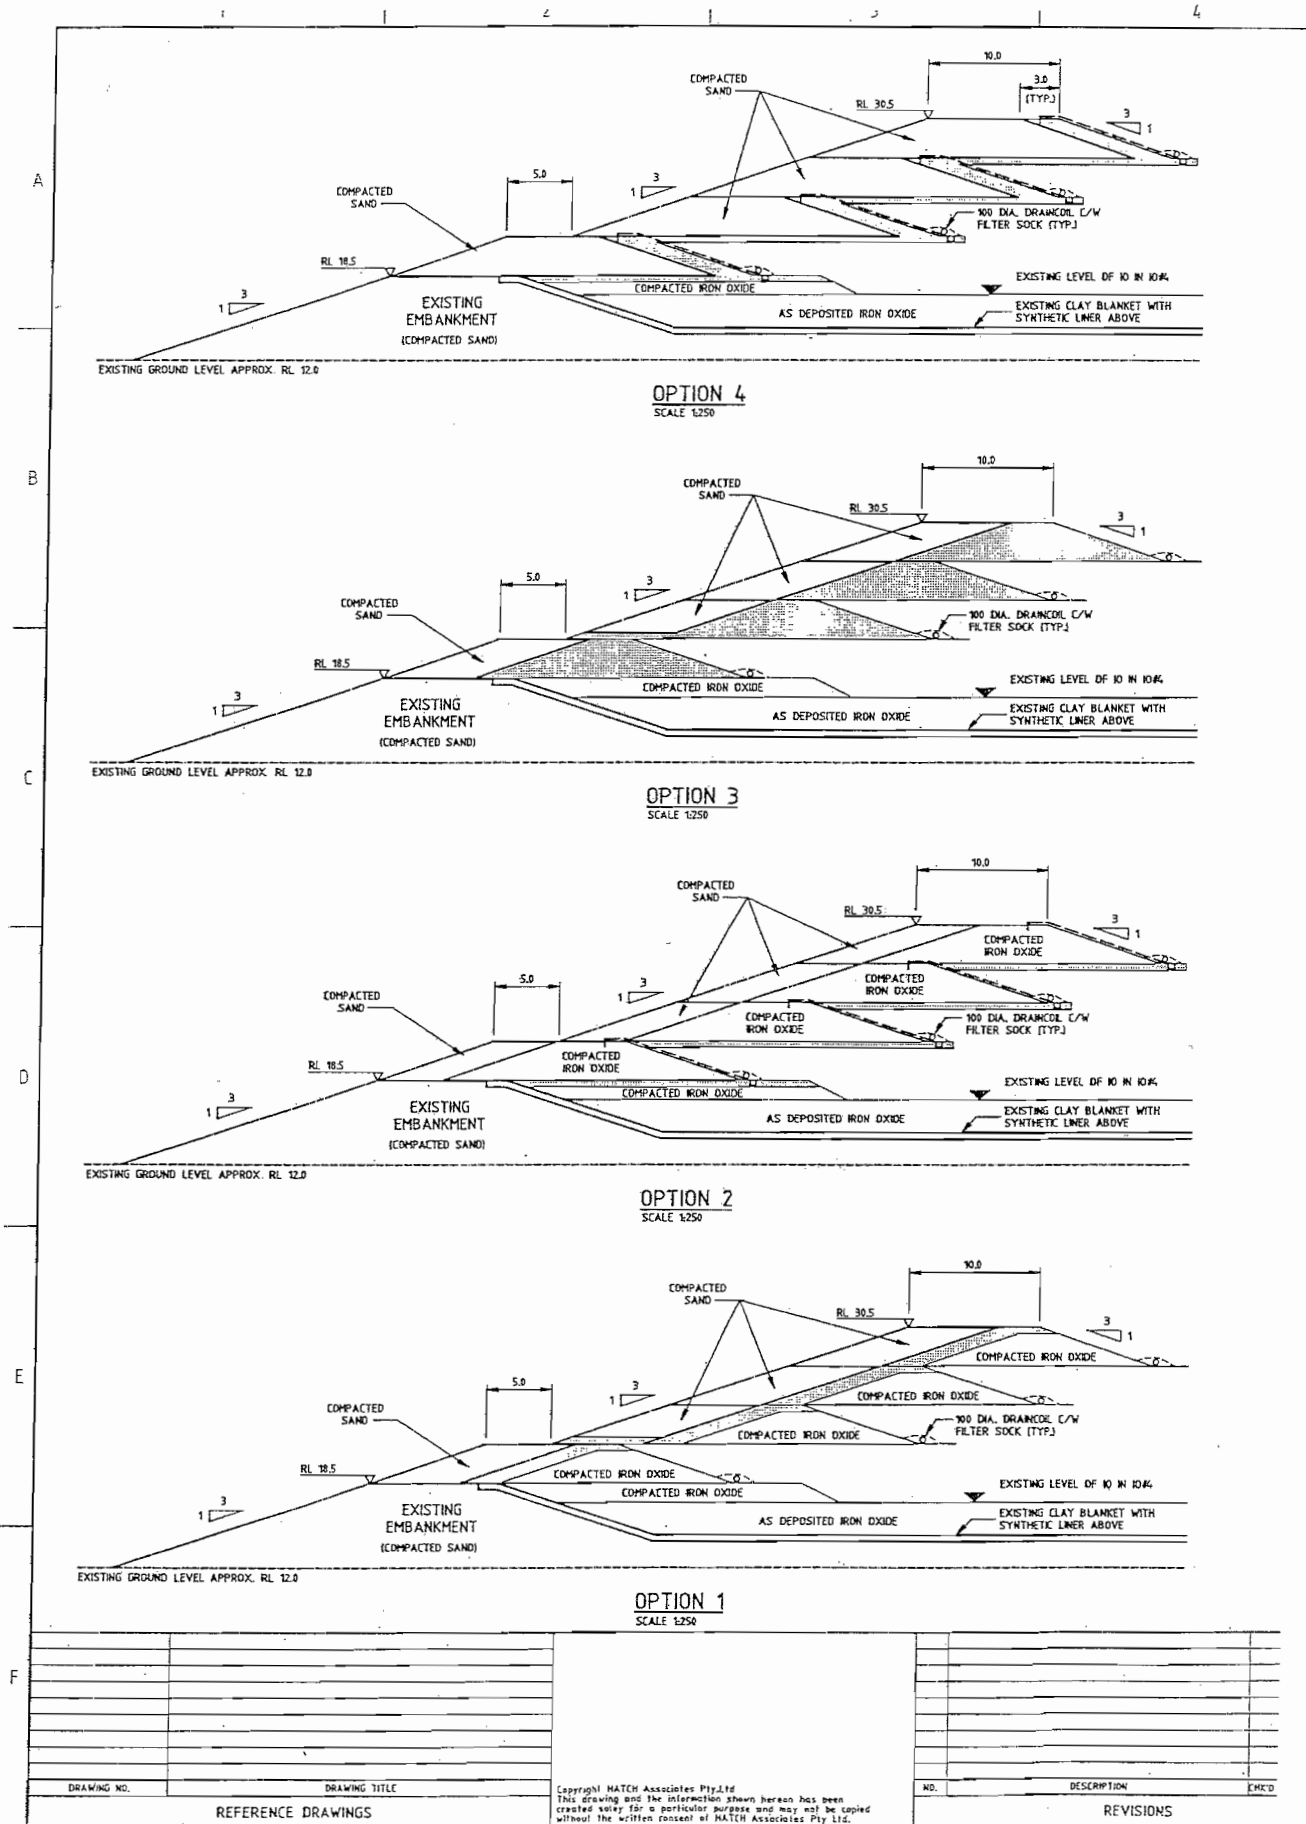 1 2 3 4
A
B
C
D
E
F
10.0
3.0
(TYP.)
COMPACTED
SAND
RL 30.5
3
1
5.0
3
1
COMPACTED
SAND
100 DIA. DRAINCOIL C/W
FILTER SOCK (TYP.)
RL 18.5
3
1
EXISTING
EMBANKMENT
(COMPACTED SAND)
COMPACTED IRON OXIDE
EXISTING LEVEL OF IO IN IO#4
AS DEPOSITED IRON OXIDE
EXISTING CLAY BLANKET WITH
SYNTHETIC LINER ABOVE
EXISTING GROUND LEVEL APPROX. RL 12.0
OPTION 4
SCALE 1:250
10.0
COMPACTED
SAND
RL 30.5
3
1
5.0
3
1
COMPACTED
SAND
100 DIA. DRAINCOIL C/W
FILTER SOCK (TYP.)
RL 18.5
3
1
EXISTING
EMBANKMENT
(COMPACTED SAND)
COMPACTED IRON OXIDE
EXISTING LEVEL OF IO IN IO#4
AS DEPOSITED IRON OXIDE
EXISTING CLAY BLANKET WITH
SYNTHETIC LINER ABOVE
EXISTING GROUND LEVEL APPROX. RL 12.0
OPTION 3
SCALE 1:250
10.0
COMPACTED
SAND
RL 30.5
3
1
COMPACTED
IRON OXIDE
5.0
3
1
COMPACTED
IRON OXIDE
COMPACTED
SAND
COMPACTED
IRON OXIDE
100 DIA. DRAINCOIL C/W
FILTER SOCK (TYP.)
RL 18.5
COMPACTED
IRON OXIDE
3
1
EXISTING
EMBANKMENT
(COMPACTED SAND)
COMPACTED IRON OXIDE
EXISTING LEVEL OF IO IN IO#4
AS DEPOSITED IRON OXIDE
EXISTING CLAY BLANKET WITH
SYNTHETIC LINER ABOVE
EXISTING GROUND LEVEL APPROX. RL 12.0
OPTION 2
SCALE 1:250
10.0
COMPACTED
SAND
RL 30.5
3
1
COMPACTED IRON OXIDE
5.0
3
1
COMPACTED IRON OXIDE
COMPACTED
SAND
COMPACTED IRON OXIDE
100 DIA. DRAINCOIL C/W
FILTER SOCK (TYP.)
RL 18.5
COMPACTED IRON OXIDE
3
1
EXISTING
EMBANKMENT
(COMPACTED SAND)
COMPACTED IRON OXIDE
EXISTING LEVEL OF IO IN IO#4
AS DEPOSITED IRON OXIDE
EXISTING CLAY BLANKET WITH
SYNTHETIC LINER ABOVE
EXISTING GROUND LEVEL APPROX. RL 12.0
OPTION 1
SCALE 1:250
DRAWING NO. DRAWING TITLE
REFERENCE DRAWINGS
Copyright HATCH Associates Pty.Ltd
This drawing and the information shown hereon has been
created soley for a particular purpose and may not be copied
without the written consent of HATCH Associates Pty Ltd.
NO. DESCRIPTION CHK'D
REVISIONS